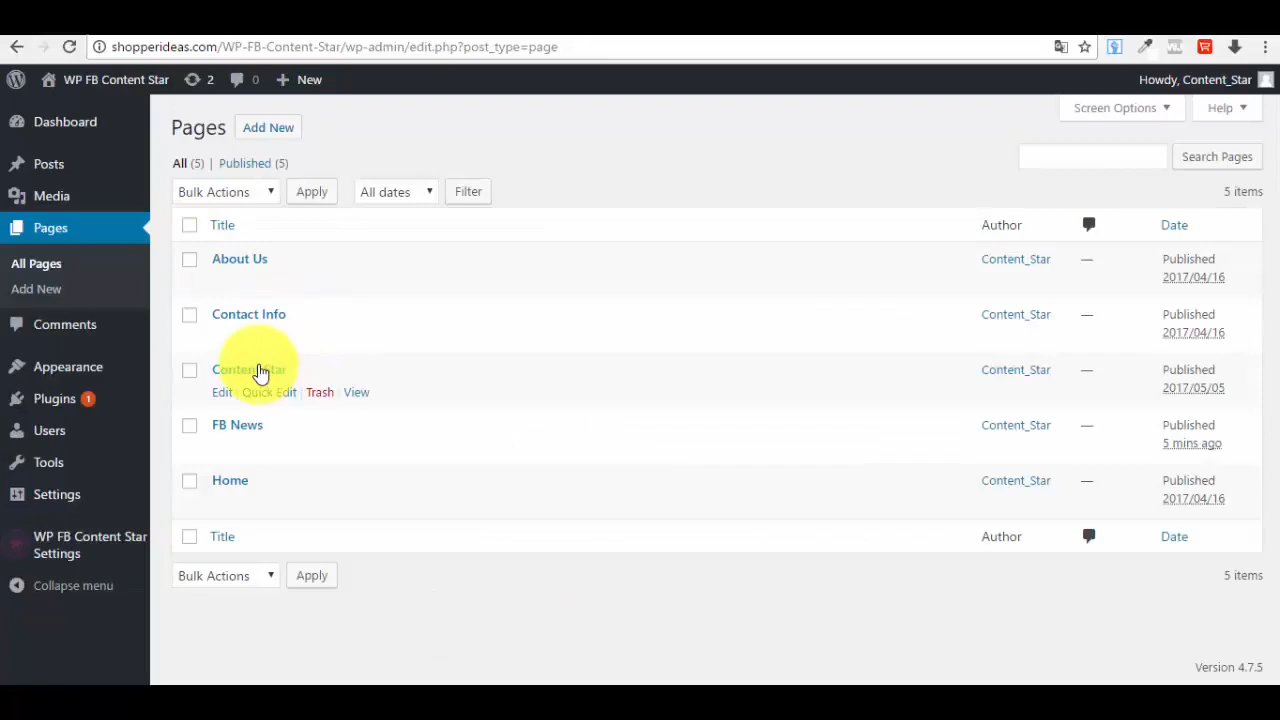 shopperideas.com/WP-FB-Content-Star/wp-admin/edit.php?post_type=page
WP FB Content Star 2 0 New Howdy, Content_Star
Screen Options Help
Dashboard
Posts
Media
Pages
All Pages
Add New
Comments
Appearance
Plugins 1
Users
Tools
Settings
WP FB Content Star
Settings
Collapse menu
Pages Add New
All (5) | Published (5)
Search Pages
Bulk Actions Apply All dates Filter 5 items
Title Author Date
About Us Content_Star — Published
2017/04/16
Contact Info Content_Star — Published
2017/04/16
Content Star Content_Star — Published
Edit | Quick Edit | Trash | View 2017/05/05
FB News Content_Star — Published
5 mins ago
Home Content_Star — Published
2017/04/16
Title Author Date
Bulk Actions Apply 5 items
Version 4.7.5